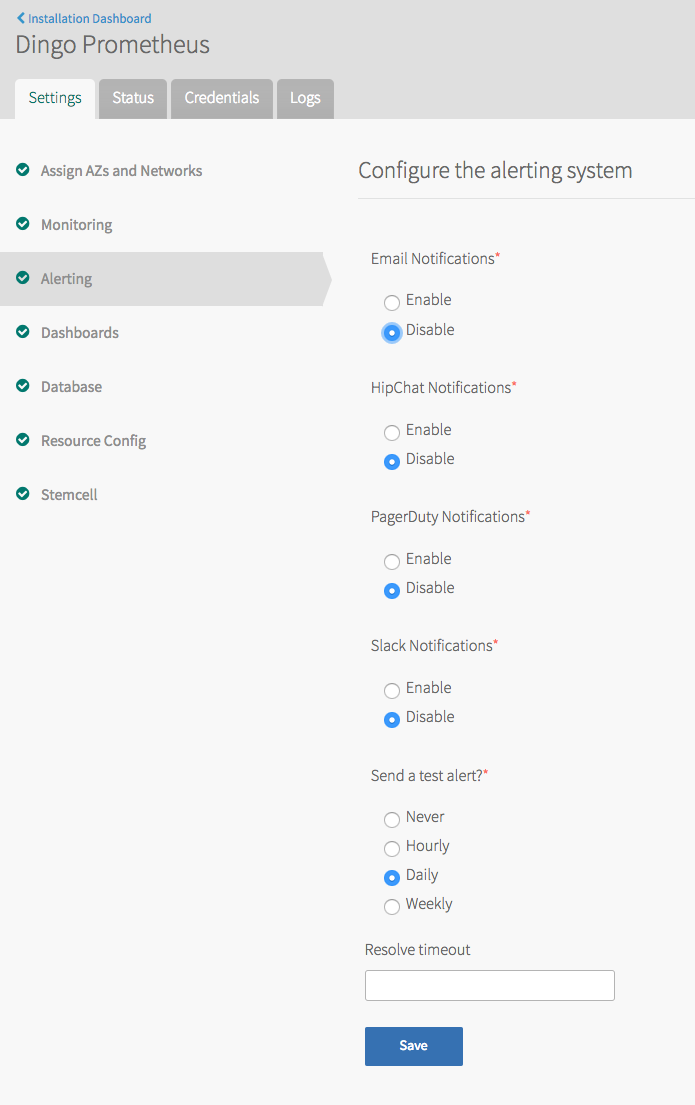 Installation Dashboard
Dingo Prometheus
Settings Status Credentials Logs
Assign AZs and Networks
Monitoring
Alerting
Dashboards
Database
Resource Config
Stemcell
Configure the alerting system
Email Notifications*
Enable
Disable
HipChat Notifications*
Enable
Disable
PagerDuty Notifications*
Enable
Disable
Slack Notifications*
Enable
Disable
Send a test alert?*
Never
Hourly
Daily
Weekly
Resolve timeout
Save